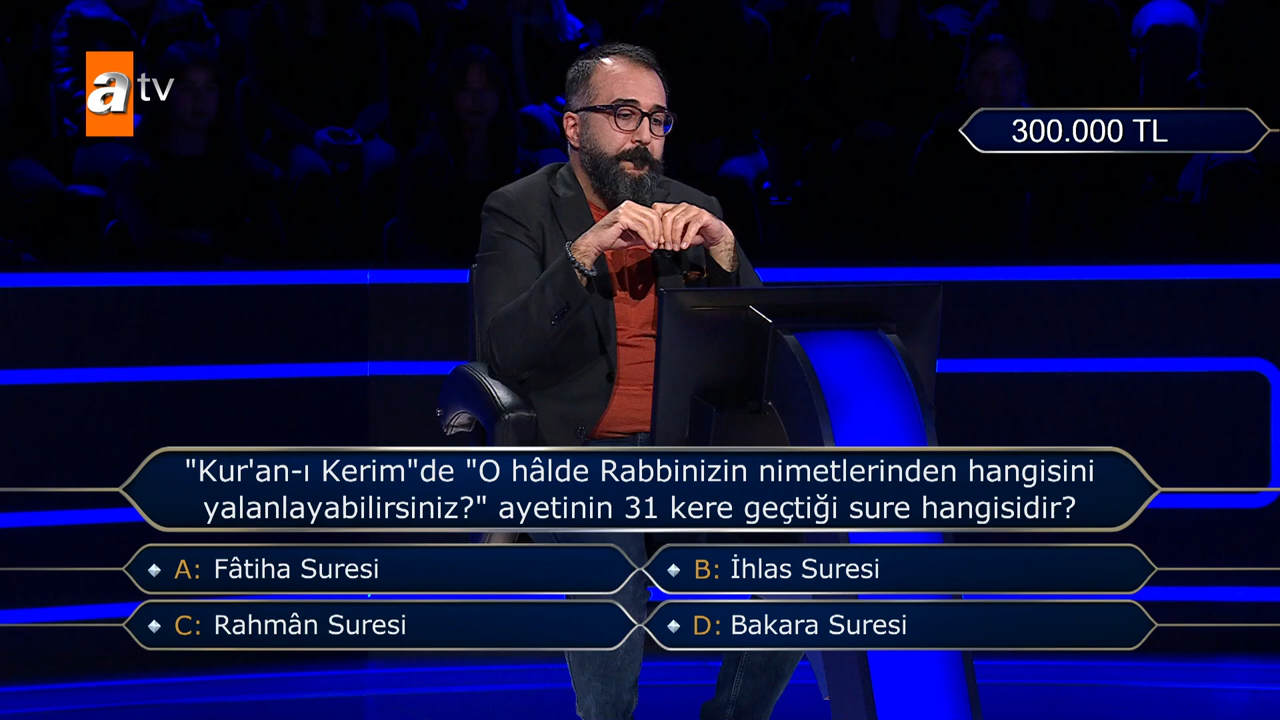 atv
300.000 TL
"Kur'an-ı Kerim"de "O hâlde Rabbinizin nimetlerinden hangisini
yalanlayabilirsiniz?" ayetinin 31 kere geçtiği sure hangisidir?
A: Fâtiha Suresi
B: İhlas Suresi
C: Rahmân Suresi
D: Bakara Suresi